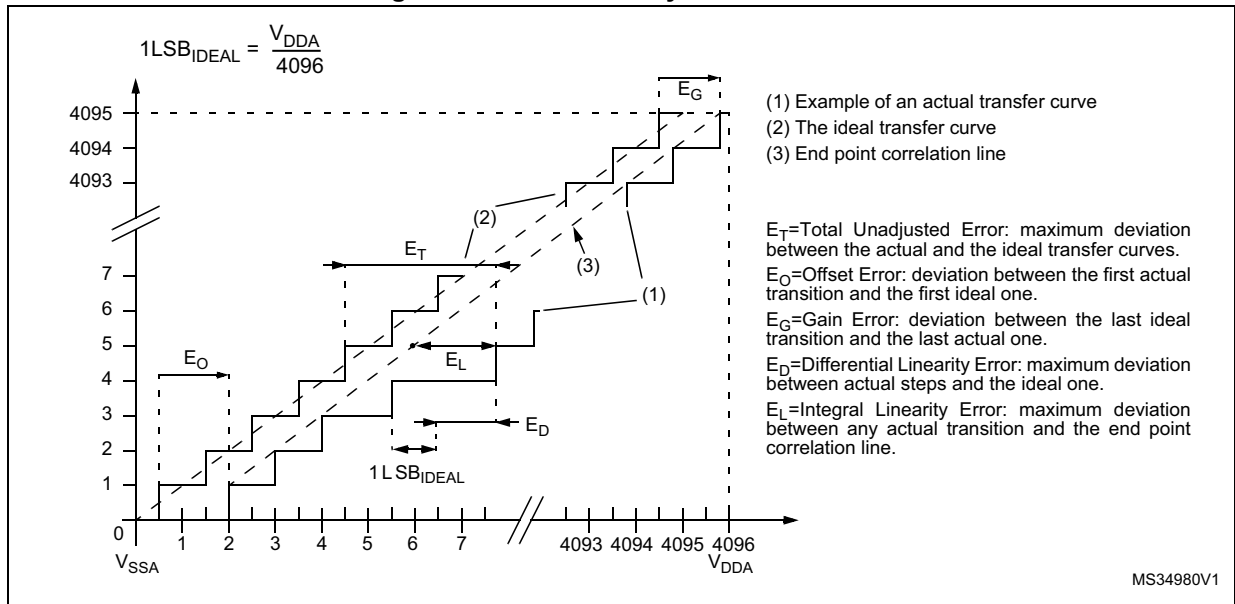 1LSB_IDEAL = V_DDA / 4096
E_G
(1) Example of an actual transfer curve
(2) The ideal transfer curve
(3) End point correlation line
E_T=Total Unadjusted Error: maximum deviation
between the actual and the ideal transfer curves.
E_O=Offset Error: deviation between the first actual
transition and the first ideal one.
E_G=Gain Error: deviation between the last ideal
transition and the last actual one.
E_D=Differential Linearity Error: maximum deviation
between actual steps and the ideal one.
E_L=Integral Linearity Error: maximum deviation
between any actual transition and the end point
correlation line.
4095
4094
4093
7
6
5
4
3
2
1
0
(2)
E_T
(3)
(1)
E_O
E_L
E_D
1LSB_IDEAL
1 2 3 4 5 6 7 4093 4094 4095 4096
V_SSA V_DDA
MS34980V1